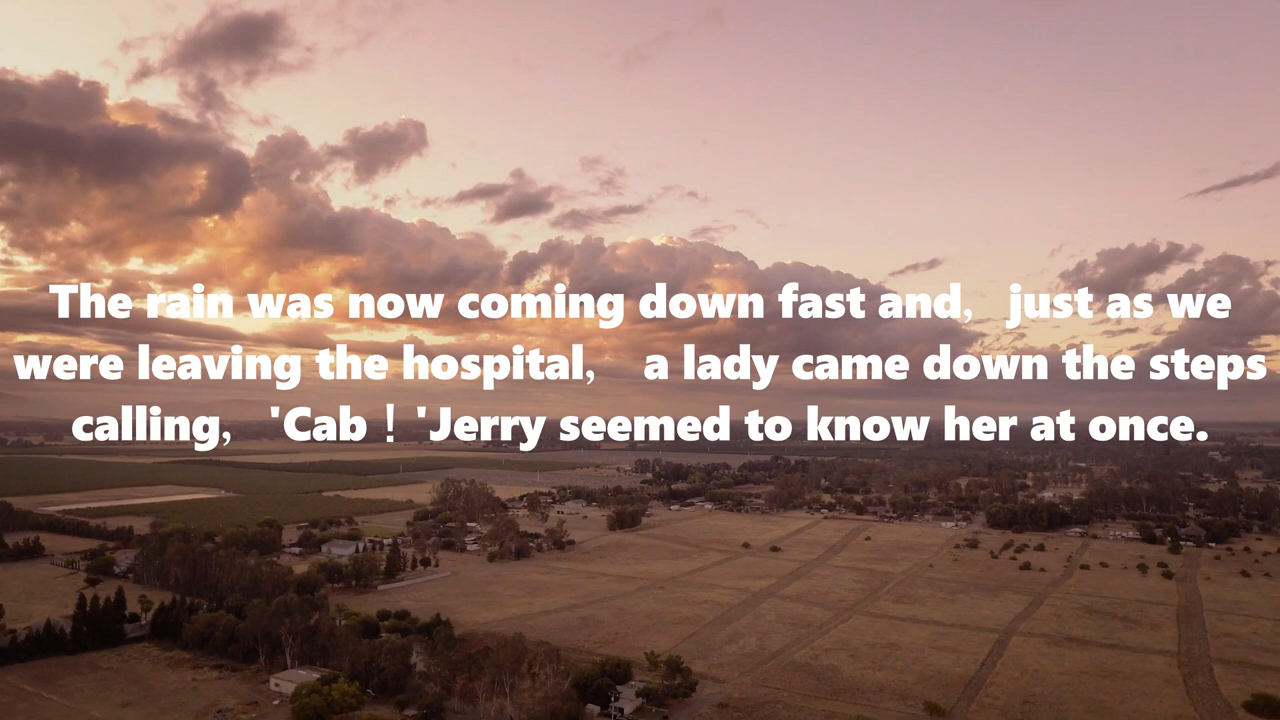 The rain was now coming down fast and， just as we
were leaving the hospital， a lady came down the steps
calling， 'Cab！'Jerry seemed to know her at once.